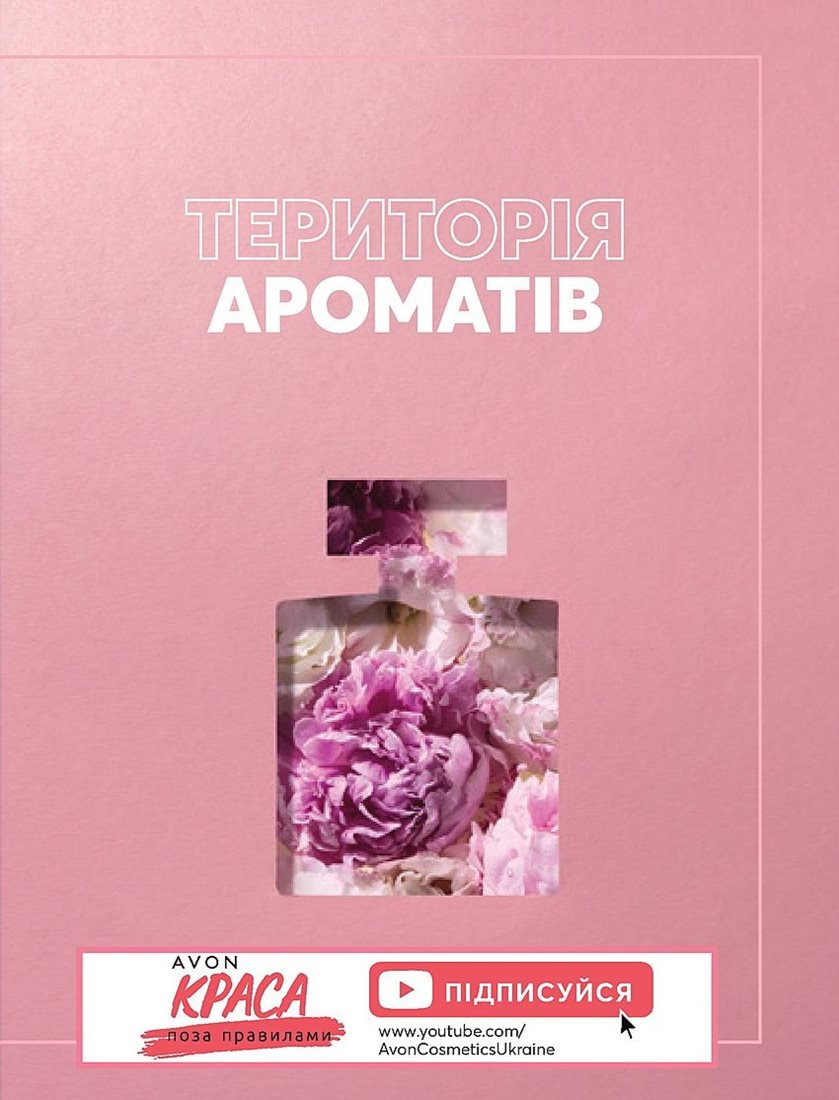 ТЕРИТОРІЯ
АРОМАТІВ
AVON
КРАСА
поза правилами
ПІДПИСУЙСЯ
www.youtube.com/
AvonCosmeticsUkraine